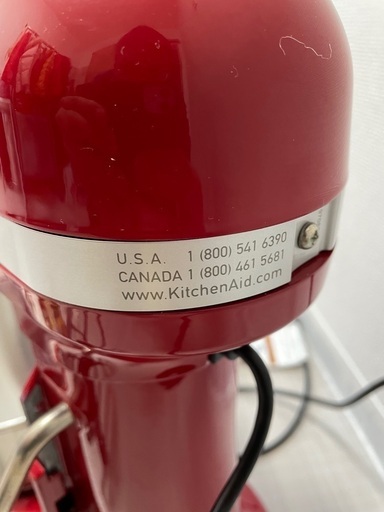 U.S.A. 1 (800) 541 6390
CANADA 1 (800) 461 5681
www.KitchenAid.com